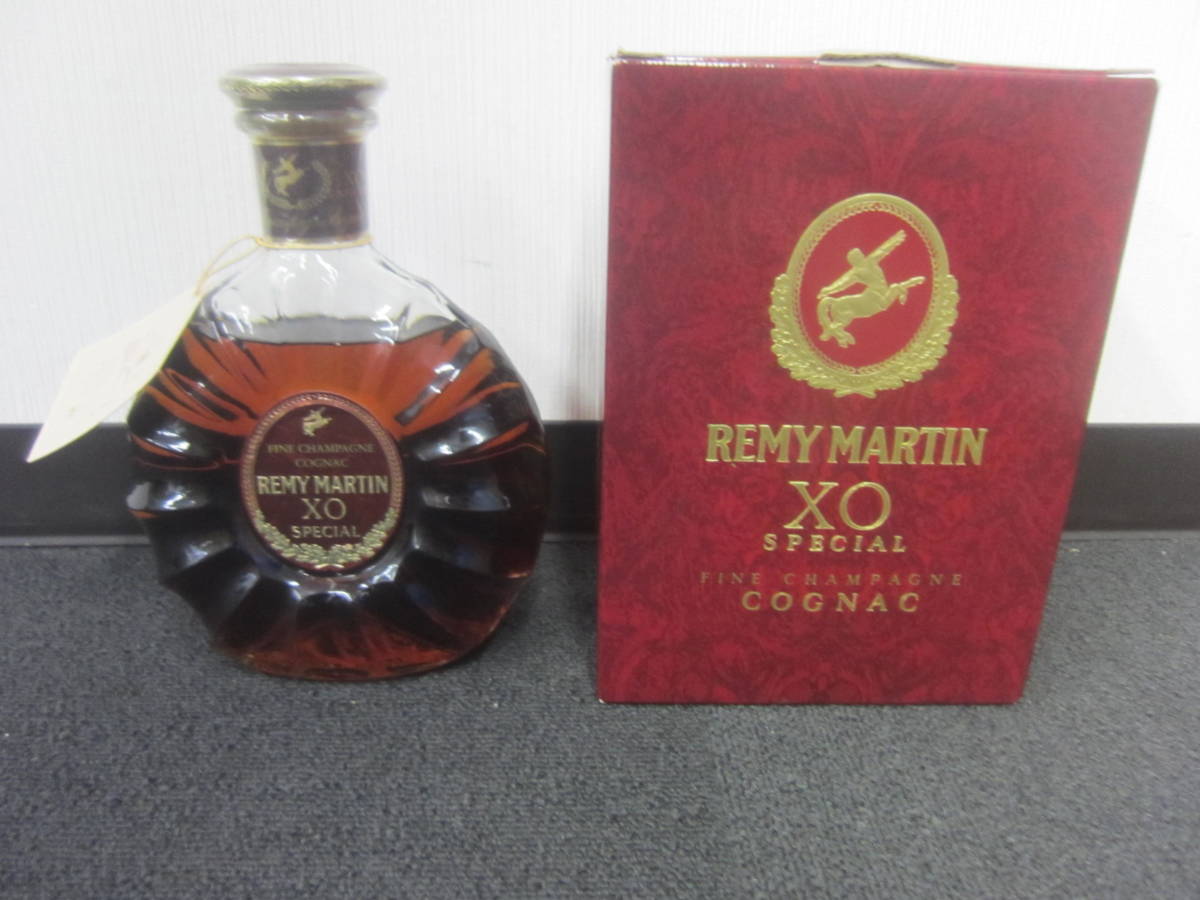 FINE CHAMPAGNE
COGNAC
REMY MARTIN
XO
SPECIAL
REMY MARTIN
XO
SPECIAL
FINE CHAMPAGNE
COGNAC